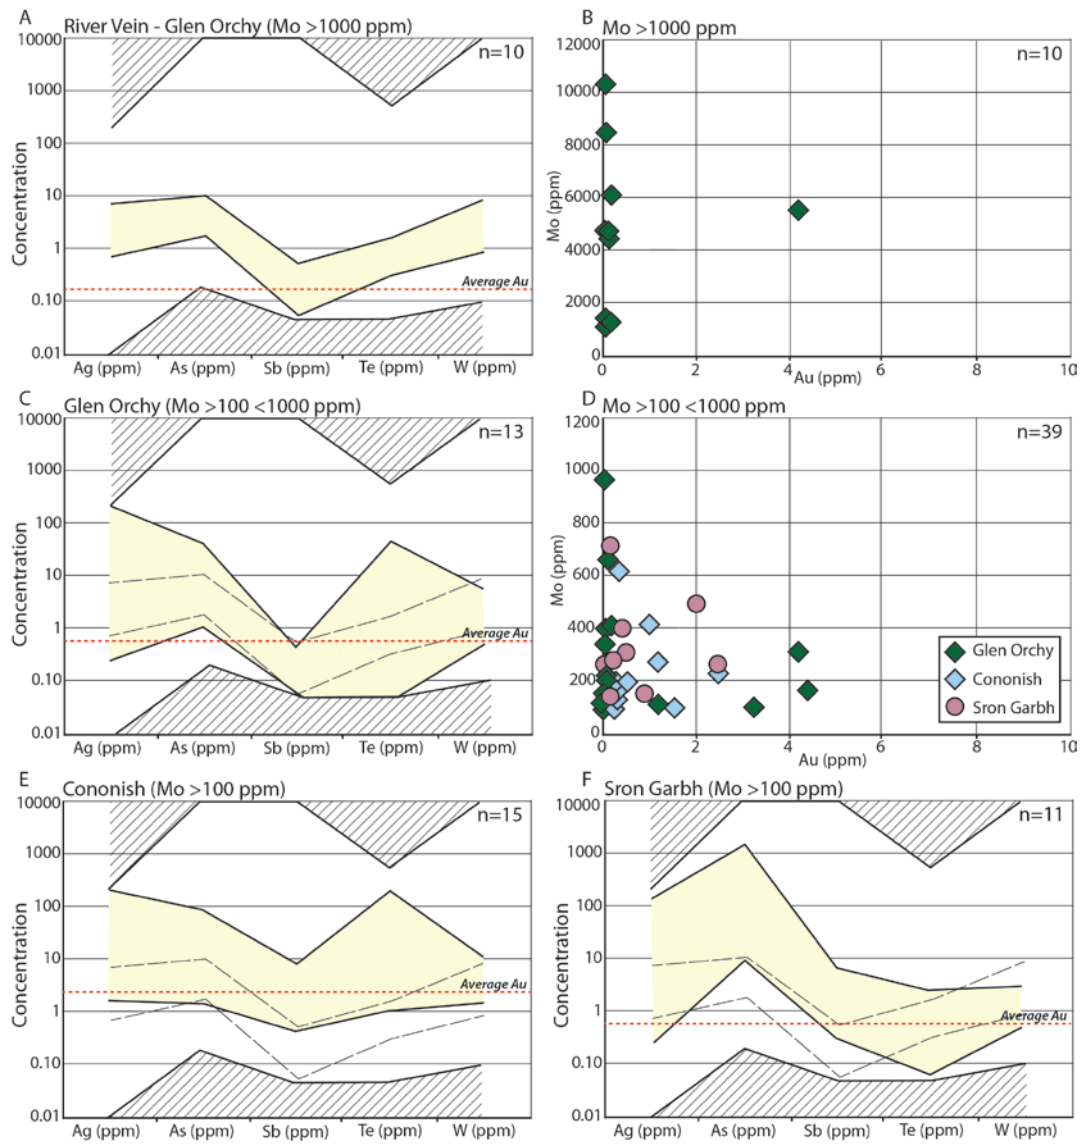 A
River Vein - Glen Orchy (Mo >1000 ppm)
n=10
10000
1000
100
10
1
0.10
0.01
Concentration
Average Au
Ag (ppm) As (ppm) Sb (ppm) Te (ppm) W (ppm)
B
Mo >1000 ppm
n=10
12000
10000
8000
6000
4000
2000
0
Mo (ppm)
0 2 4 6 8 10
Au (ppm)
C
Glen Orchy (Mo >100 <1000 ppm)
n=13
10000
1000
100
10
1
0.10
0.01
Concentration
Average Au
Ag (ppm) As (ppm) Sb (ppm) Te (ppm) W (ppm)
D
Mo >100 <1000 ppm
n=39
1200
1000
800
600
400
200
0
Mo (ppm)
Glen Orchy
Cononish
Sron Garbh
0 2 4 6 8 10
Au (ppm)
E
Cononish (Mo >100 ppm)
n=15
10000
1000
100
10
1
0.10
0.01
Concentration
Average Au
Ag (ppm) As (ppm) Sb (ppm) Te (ppm) W (ppm)
F
Sron Garbh (Mo >100 ppm)
n=11
10000
1000
100
10
1
0.10
0.01
Concentration
Average Au
Ag (ppm) As (ppm) Sb (ppm) Te (ppm) W (ppm)